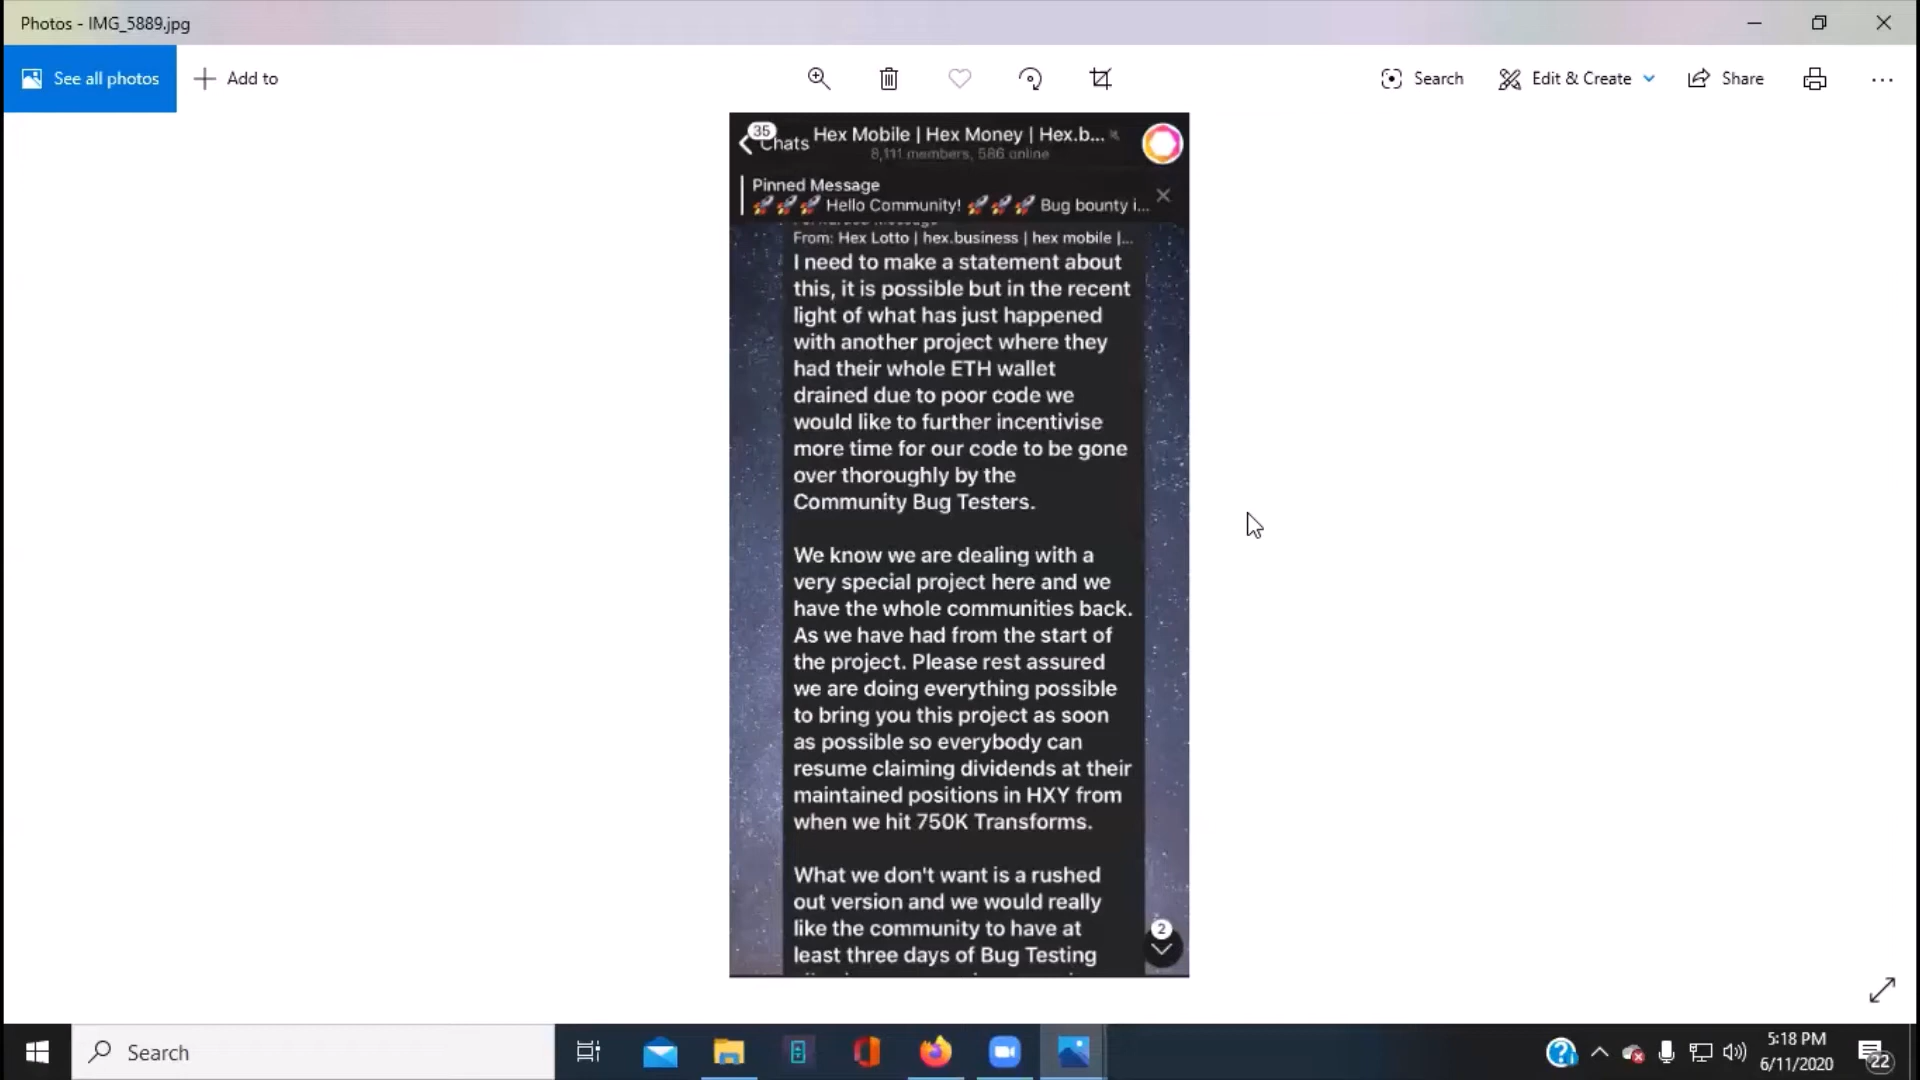 Photos - IMG_5889.jpg
See all photos
Add to
Search
Edit & Create
Share
35
Chats
Hex Mobile | Hex Money | Hex.b...
8,111 members, 586 online
Pinned Message
🚀🚀🚀 Hello Community! 🚀🚀🚀 Bug bounty i...
From: Hex Lotto | hex.business | hex mobile |...
I need to make a statement about
this, it is possible but in the recent
light of what has just happened
with another project where they
had their whole ETH wallet
drained due to poor code we
would like to further incentivise
more time for our code to be gone
over thoroughly by the
Community Bug Testers.
We know we are dealing with a
very special project here and we
have the whole communities back.
As we have had from the start of
the project. Please rest assured
we are doing everything possible
to bring you this project as soon
as possible so everybody can
resume claiming dividends at their
maintained positions in HXY from
when we hit 750K Transforms.
What we don't want is a rushed
out version and we would really
like the community to have at
least three days of Bug Testing
2
Search
5:18 PM
6/11/2020
22